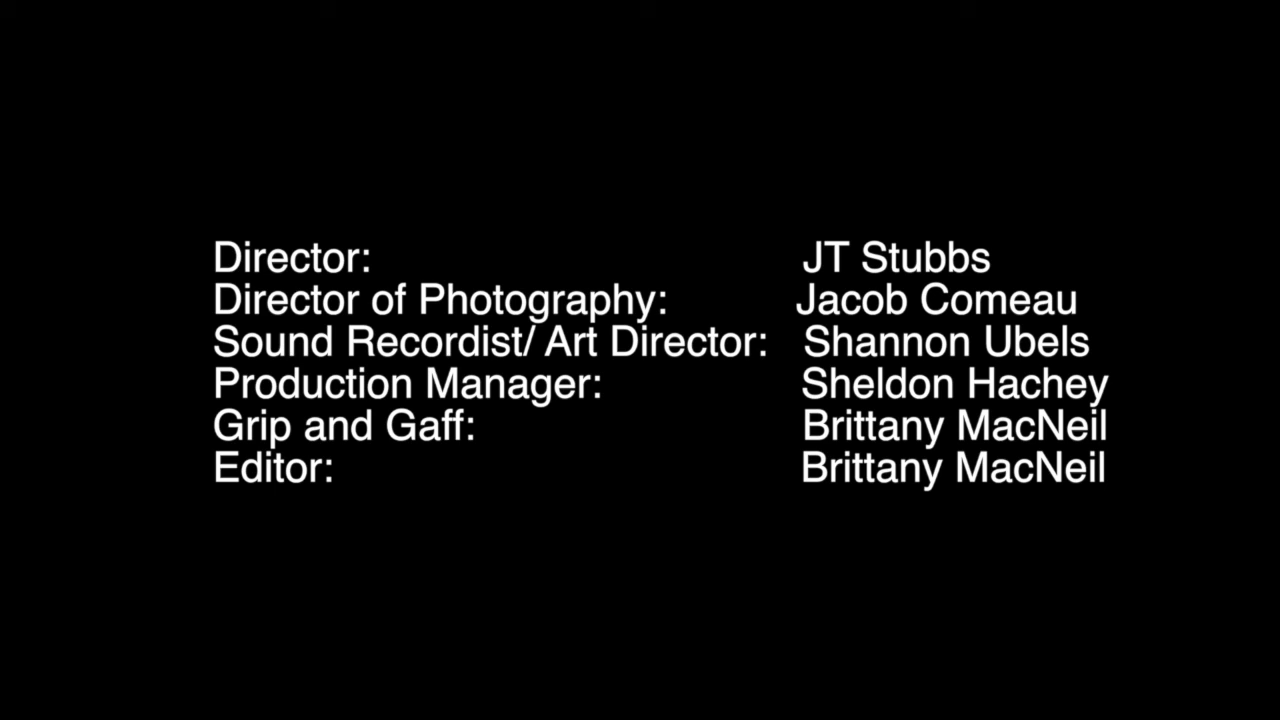 Director: JT Stubbs
Director of Photography: Jacob Comeau
Sound Recordist/ Art Director: Shannon Ubels
Production Manager: Sheldon Hachey
Grip and Gaff: Brittany MacNeil
Editor: Brittany MacNeil